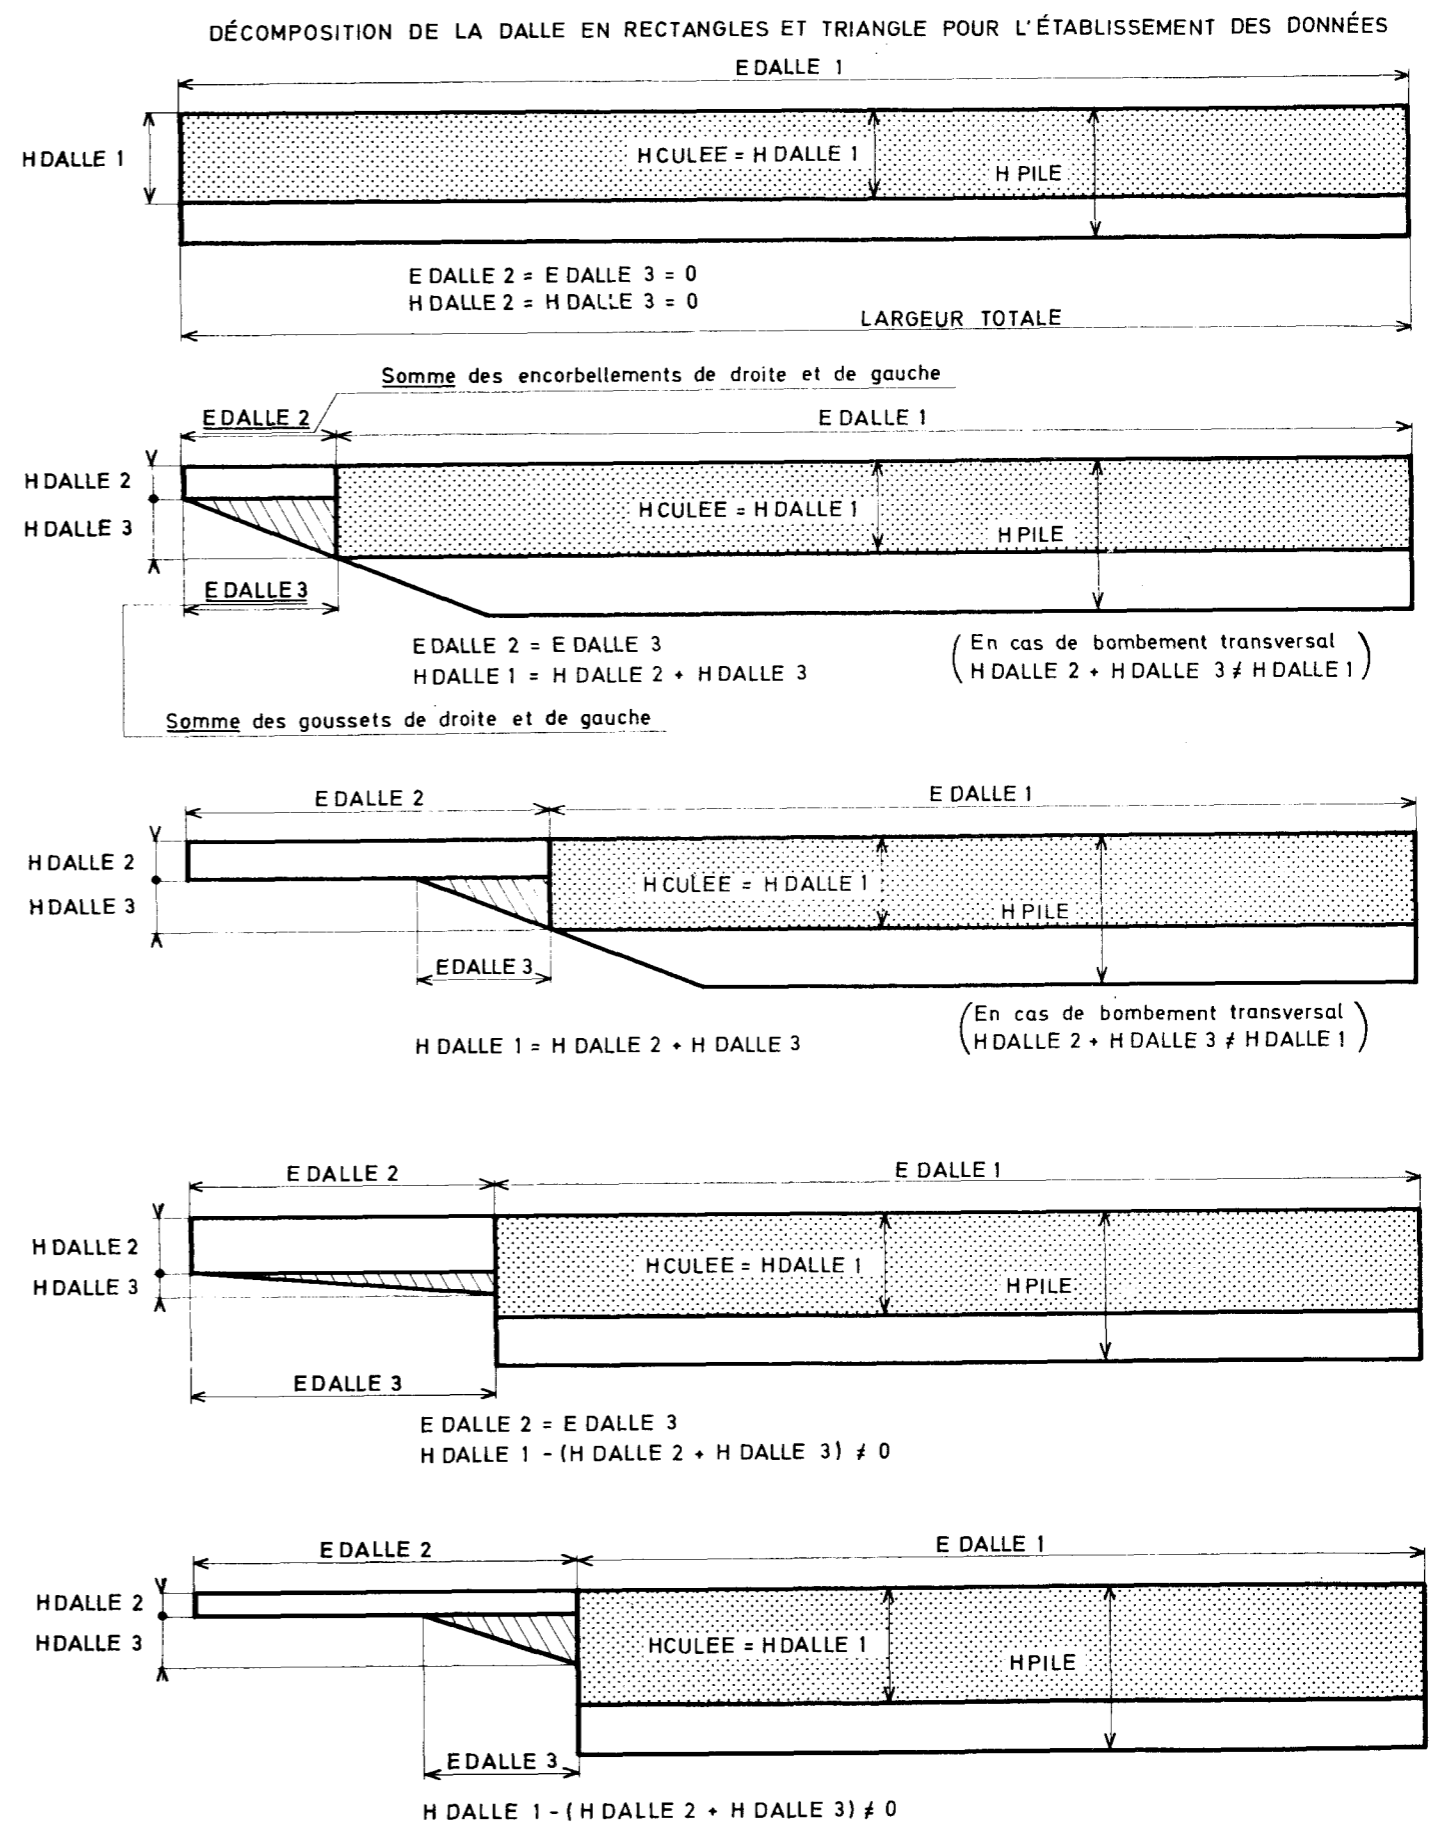 DÉCOMPOSITION DE LA DALLE EN RECTANGLES ET TRIANGLE POUR L'ÉTABLISSEMENT DES DONNÉES
E DALLE 1
H DALLE 1
H CULEE = H DALLE 1
H PILE
E DALLE 2 = E DALLE 3 = 0
H DALLE 2 = H DALLE 3 = 0
LARGEUR TOTALE
Somme des encorbellements de droite et de gauche
E DALLE 2
E DALLE 1
H DALLE 2
H DALLE 3
H CULEE = H DALLE 1
H PILE
E DALLE 3
E DALLE 2 = E DALLE 3
H DALLE 1 = H DALLE 2 + H DALLE 3
(En cas de bombement transversal
H DALLE 2 + H DALLE 3 ≠ H DALLE 1)
Somme des goussets de droite et de gauche
E DALLE 2
E DALLE 1
H DALLE 2
H DALLE 3
H CULEE = H DALLE 1
H PILE
E DALLE 3
H DALLE 1 = H DALLE 2 + H DALLE 3
(En cas de bombement transversal
H DALLE 2 + H DALLE 3 ≠ H DALLE 1)
E DALLE 2
E DALLE 1
H DALLE 2
H DALLE 3
H CULEE = H DALLE 1
H PILE
E DALLE 3
E DALLE 2 = E DALLE 3
H DALLE 1 - (H DALLE 2 + H DALLE 3) ≠ 0
E DALLE 2
E DALLE 1
H DALLE 2
H DALLE 3
H CULEE = H DALLE 1
H PILE
E DALLE 3
H DALLE 1 - (H DALLE 2 + H DALLE 3) ≠ 0